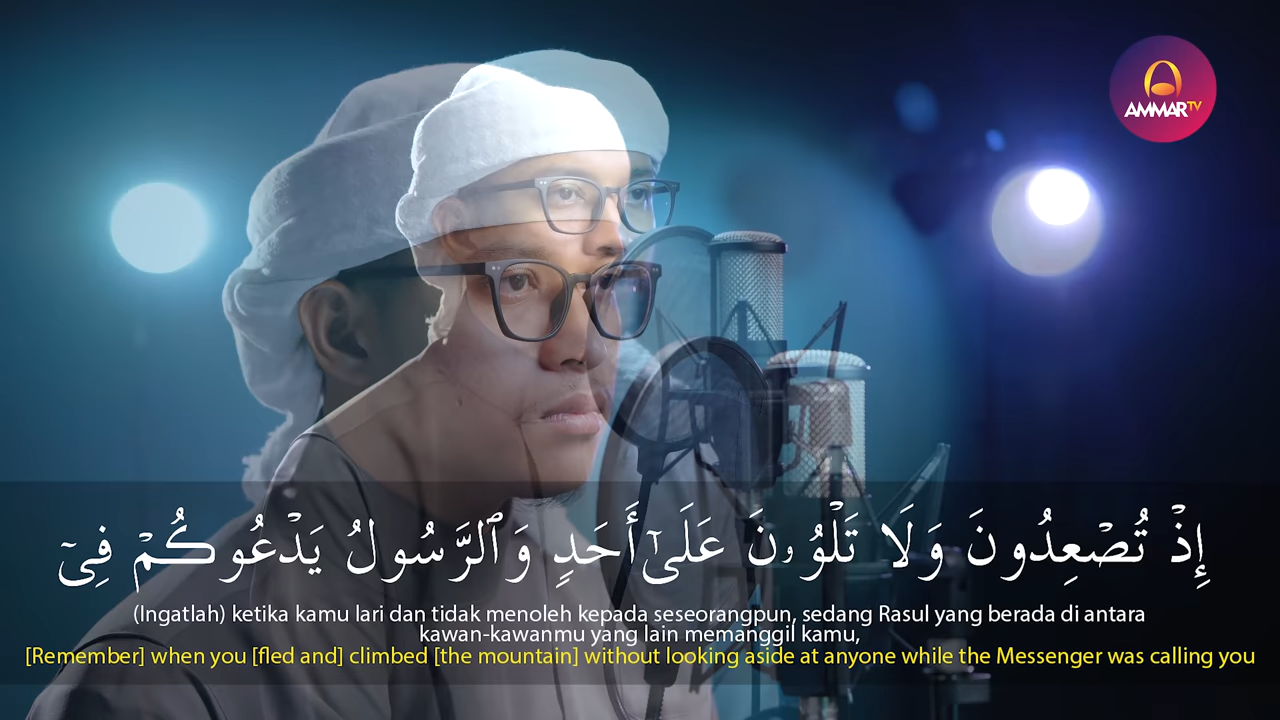 AMMARTV
إِذْ تُصْعِدُونَ وَلَا تَلْوُۥنَ عَلَىٰٓ أَحَدٍ وَٱلرَّسُولُ يَدْعُوكُمْ فِىٓ
(Ingatlah) ketika kamu lari dan tidak menoleh kepada seseorangpun, sedang Rasul yang berada di antara
kawan-kawanmu yang lain memanggil kamu,
[Remember] when you [fled and] climbed [the mountain] without looking aside at anyone while the Messenger was calling you